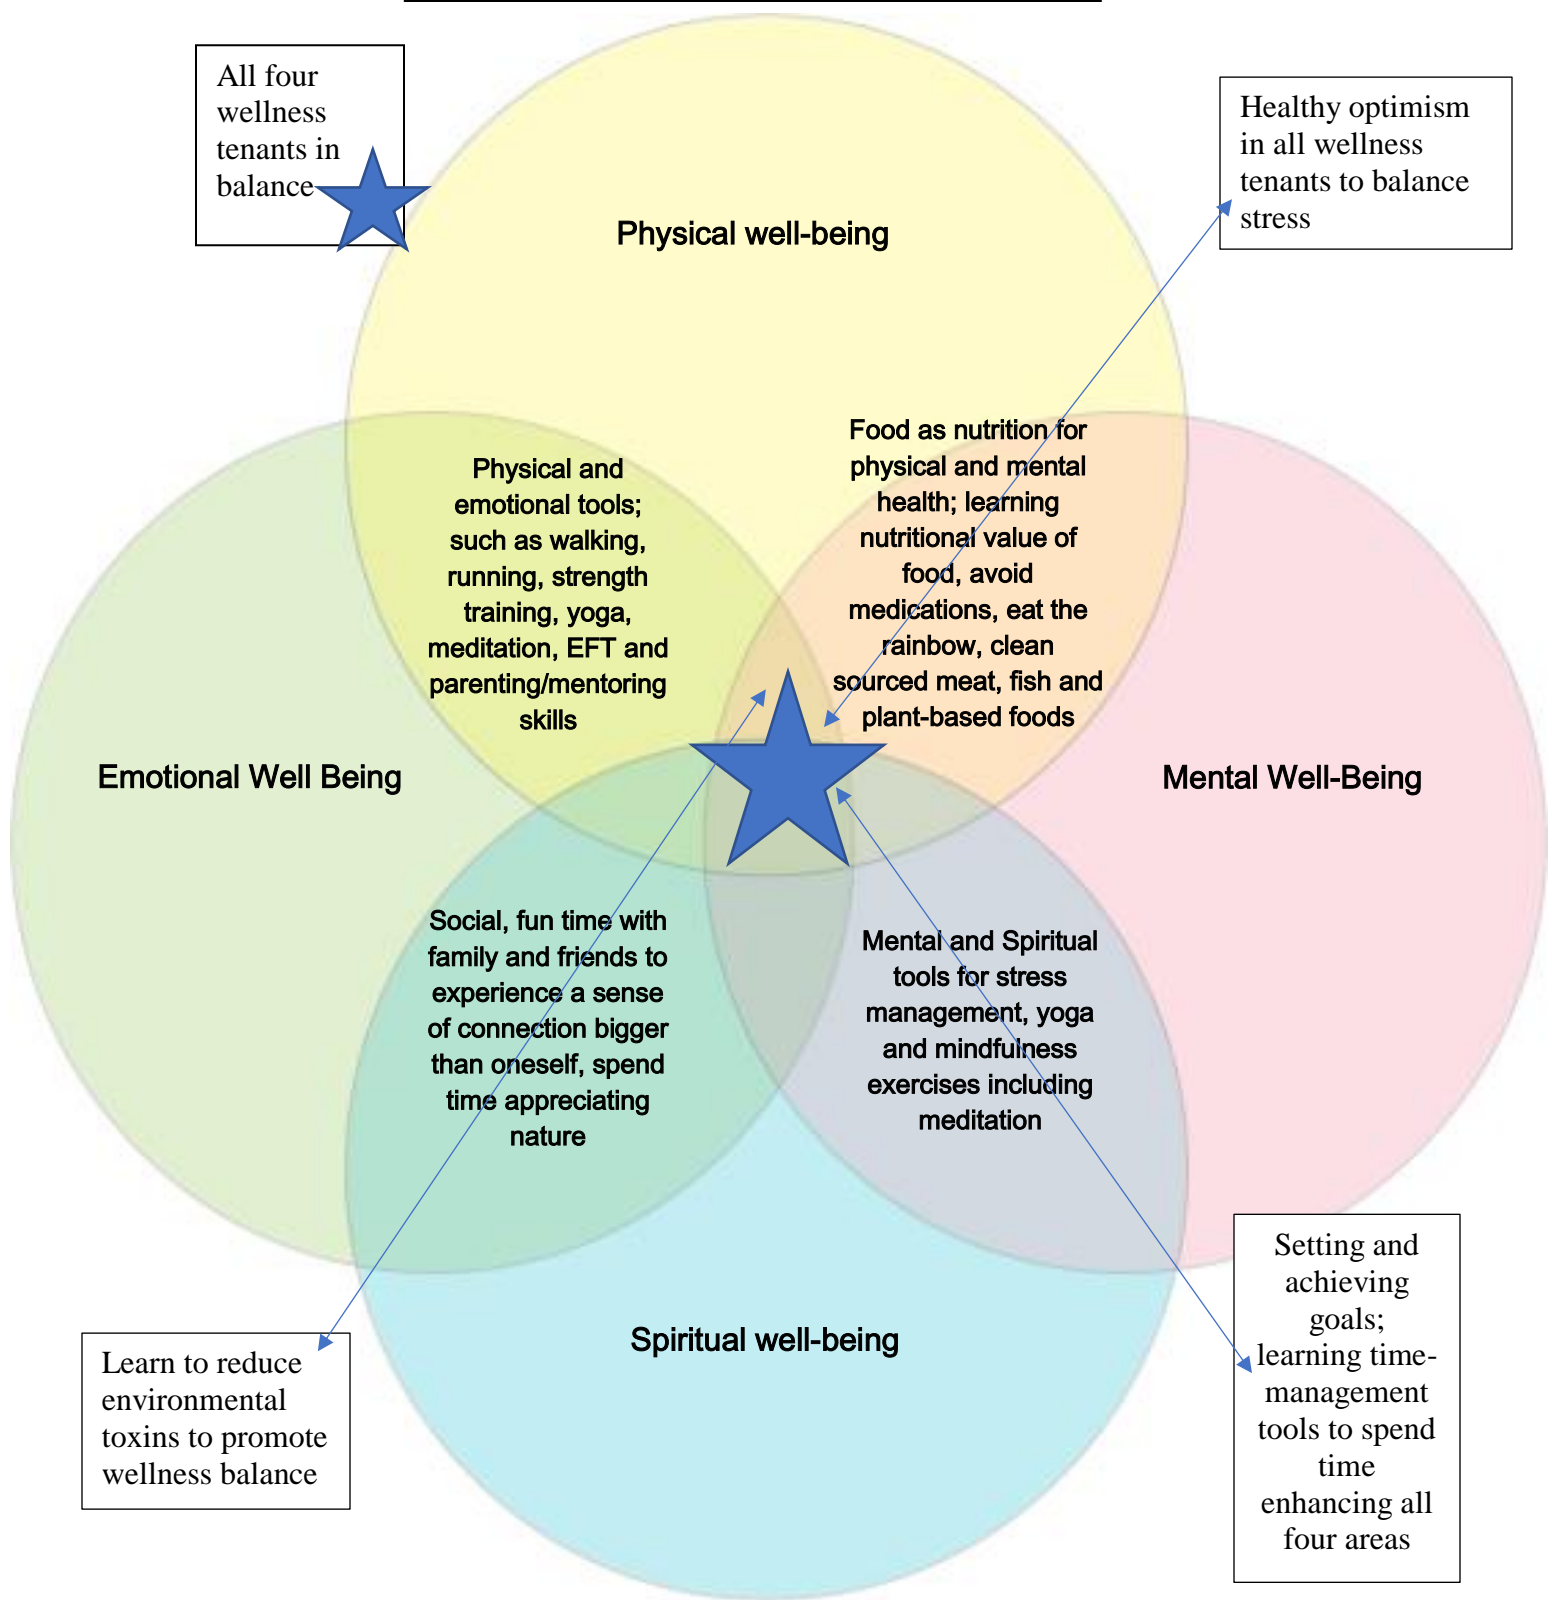 All four
wellness
tenants in
balance
Healthy optimism
in all wellness
tenants to balance
stress
Physical well-being
Physical and
emotional tools;
such as walking,
running, strength
training, yoga,
meditation, EFT and
parenting/mentoring
skills
Food as nutrition for
physical and mental
health; learning
nutritional value of
food, avoid
medications, eat the
rainbow, clean
sourced meat, fish and
plant-based foods
Emotional Well Being
Mental Well-Being
Social, fun time with
family and friends to
experience a sense
of connection bigger
than oneself, spend
time appreciating
nature
Mental and Spiritual
tools for stress
management, yoga
and mindfulness
exercises including
meditation
Spiritual well-being
Learn to reduce
environmental
toxins to promote
wellness balance
Setting and
achieving
goals;
learning time-
management
tools to spend
time
enhancing all
four areas